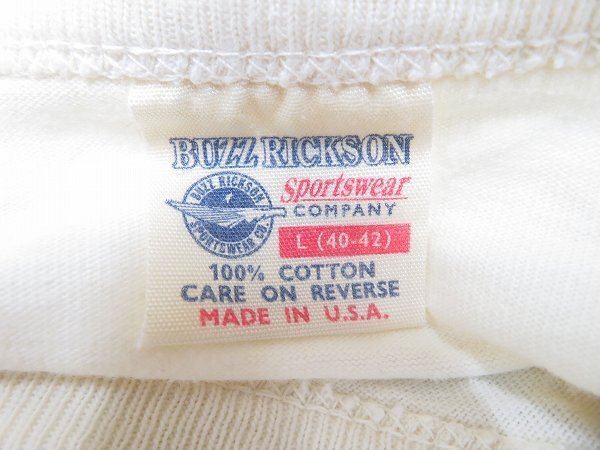 BUZZ RICKSON
BUZZ RICKSON
SPORTSWEAR CO.
Sportswear
COMPANY
L (40-42)
100% COTTON
CARE ON REVERSE
MADE IN U.S.A.